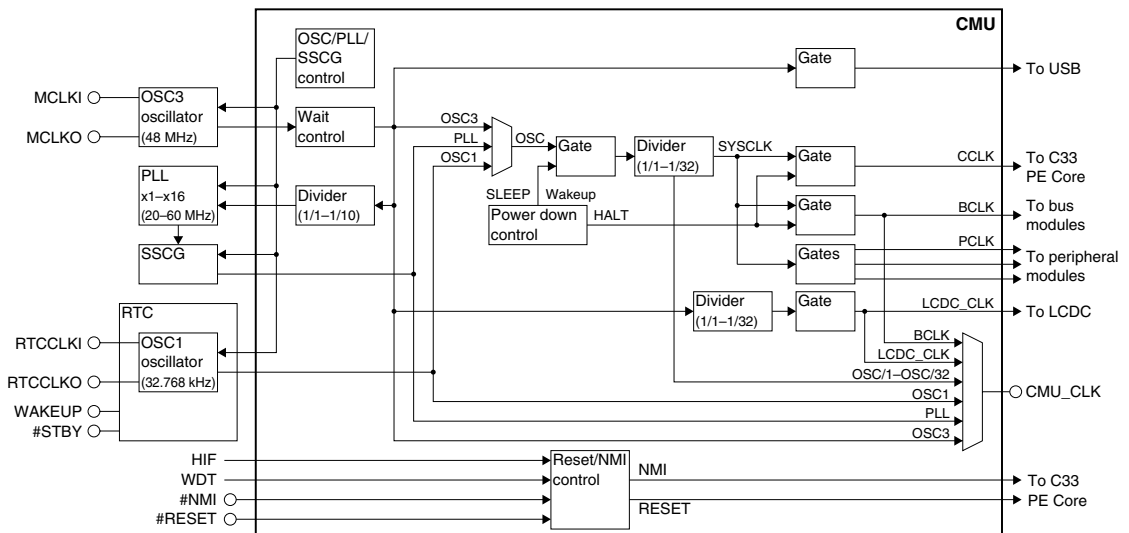 CMU
OSC/PLL/
SSCG
control
Gate
To USB
MCLKI
MCLKO
OSC3
oscillator
(48 MHz)
Wait
control
OSC3
PLL
OSC1
OSC
Gate
Divider
(1/1–1/32)
SYSCLK
Gate
CCLK
To C33
PE Core
PLL
x1–x16
(20–60 MHz)
Divider
(1/1–1/10)
SLEEP
Wakeup
Power down
control
HALT
Gate
BCLK
To bus
modules
SSCG
Gates
PCLK
To peripheral
modules
RTC
Divider
(1/1–1/32)
Gate
LCDC_CLK
To LCDC
RTCCLKI
RTCCLKO
OSC1
oscillator
(32.768 kHz)
WAKEUP
#STBY
BCLK
LCDC_CLK
OSC/1–OSC/32
OSC1
PLL
OSC3
CMU_CLK
HIF
WDT
#NMI
#RESET
Reset/NMI
control
NMI
RESET
To C33
PE Core